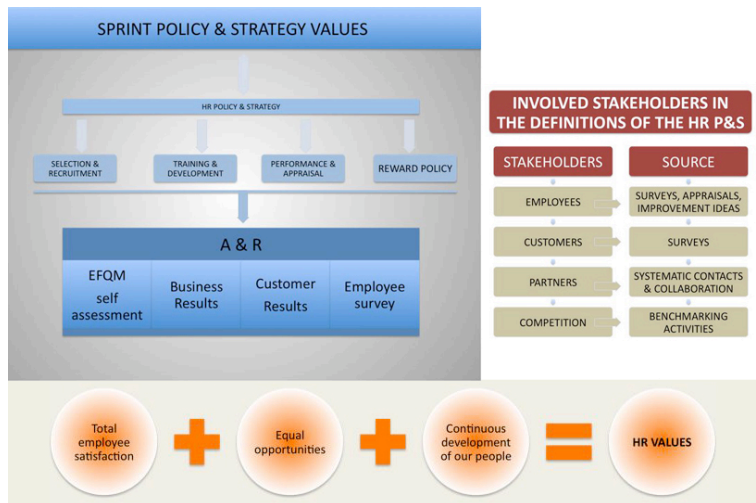 SPRINT POLICY & STRATEGY VALUES
HR POLICY & STRATEGY
SELECTION &
RECRUITMENT
TRAINING &
DEVELOPMENT
PERFORMANCE &
APPRAISAL
REWARD POLICY
A & R
EFQM
self
assessment
Business
Results
Customer
Results
Employee
survey
INVOLVED STAKEHOLDERS IN
THE DEFINITIONS OF THE HR P&S
STAKEHOLDERS
SOURCE
EMPLOYEES
SURVEYS, APPRAISALS,
IMPROVEMENT IDEAS
CUSTOMERS
SURVEYS
PARTNERS
SYSTEMATIC CONTACTS
& COLLABORATION
COMPETITION
BENCHMARKING
ACTIVITIES
Total
employee
satisfaction
Equal
opportunities
Continuous
development
of our people
HR VALUES